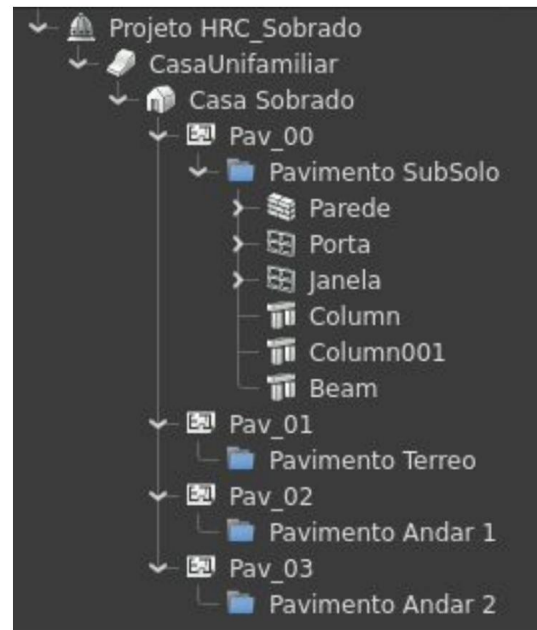 Projeto HRC_Sobrado
CasaUnifamiliar
Casa Sobrado
Pav_00
Pavimento SubSolo
Parede
Porta
Janela
Column
Column001
Beam
Pav_01
Pavimento Terreo
Pav_02
Pavimento Andar 1
Pav_03
Pavimento Andar 2